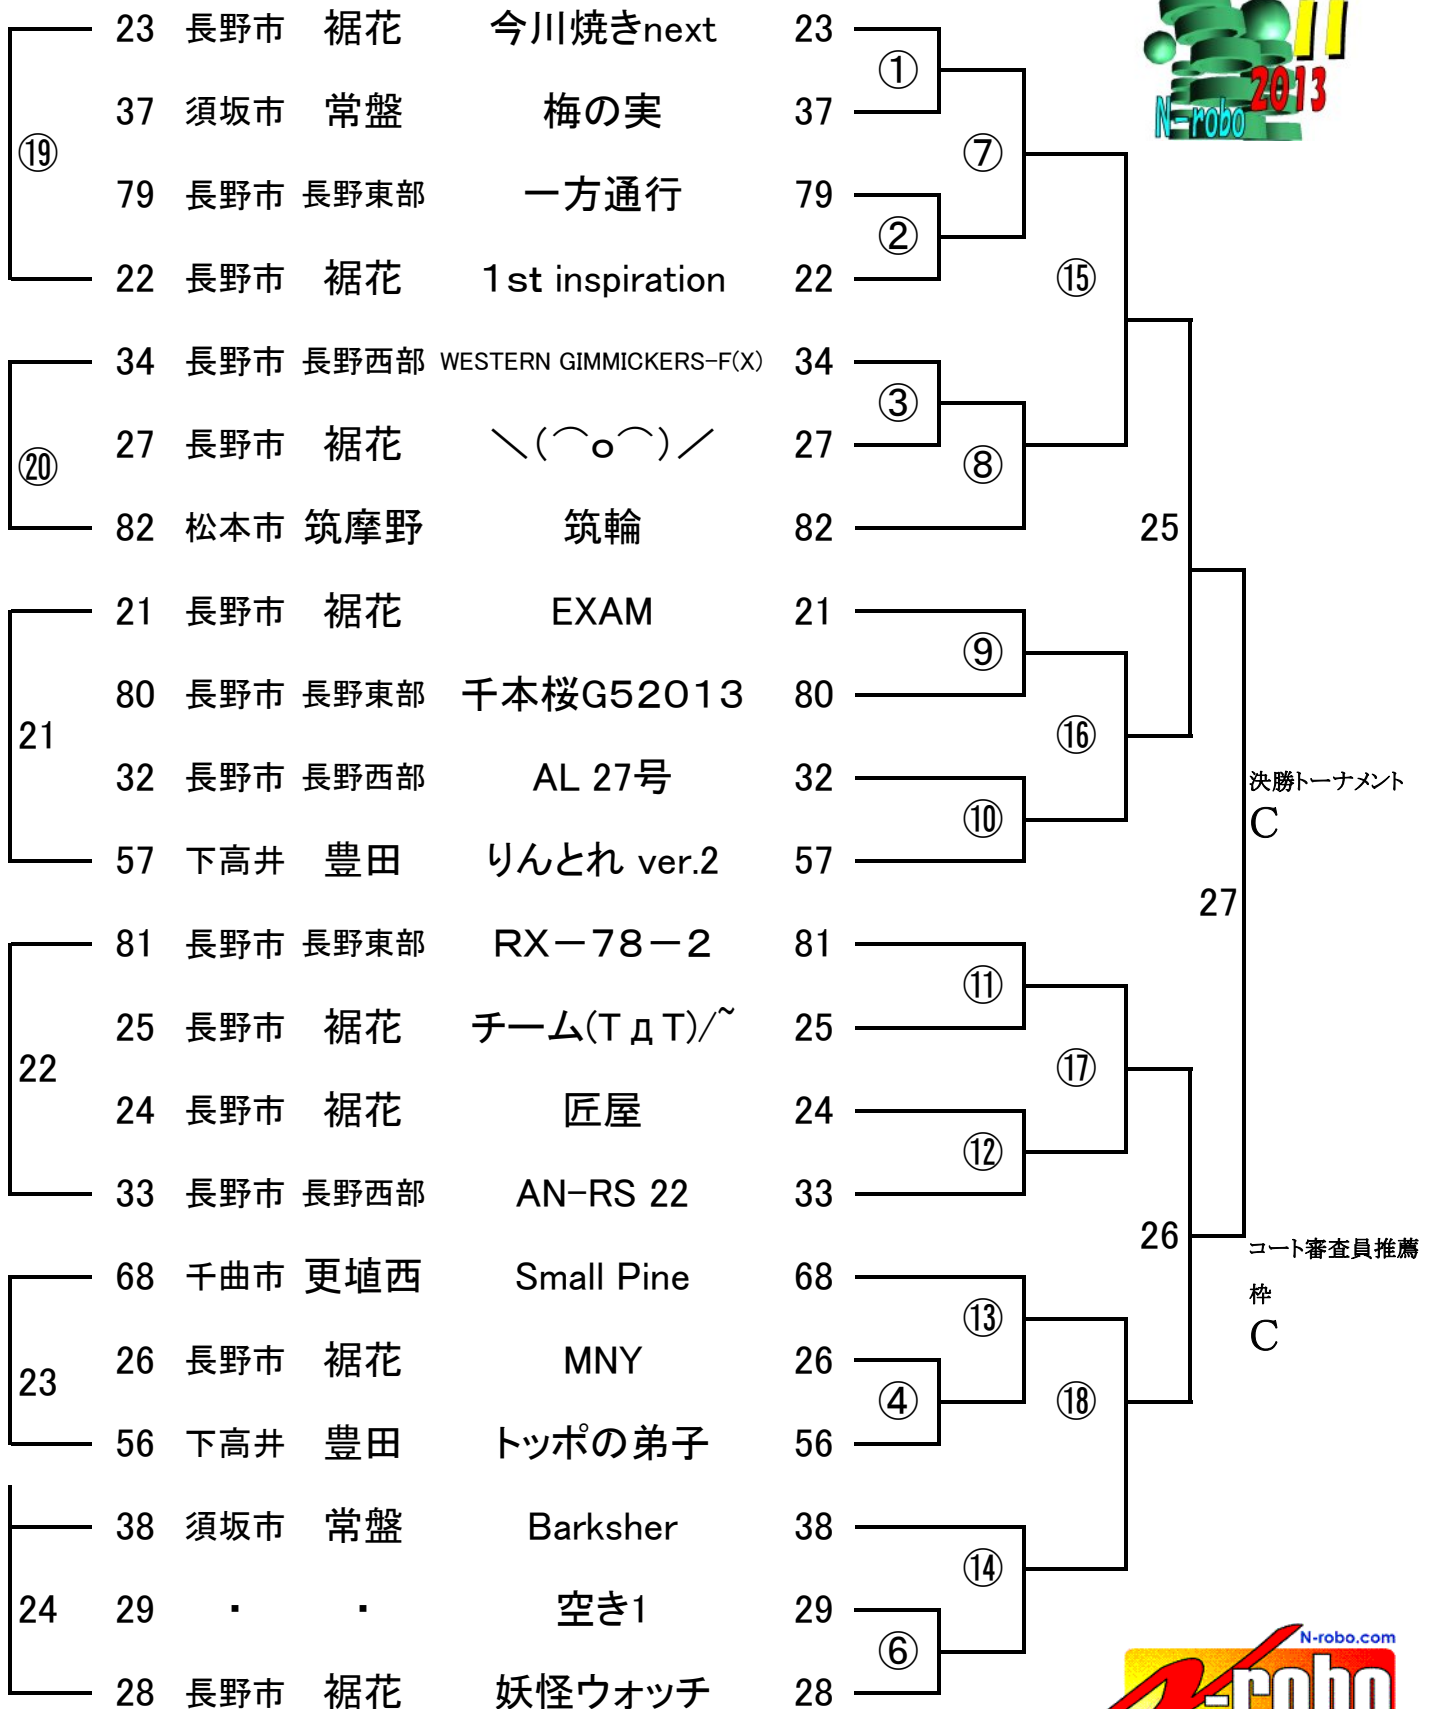 11
2013
N-robo
23 長野市 裾花 今川焼きnext 23
①
37 須坂市 常盤 梅の実 37
⑲ ⑦
79 長野市 長野東部 一方通行 79
②
22 長野市 裾花 1st inspiration 22 ⑮
34 長野市 長野西部 WESTERN GIMMICKERS-F(X) 34
③
27 長野市 裾花 ＼(⌒o⌒)／ 27
⑳ ⑧
82 松本市 筑摩野 筑輪 82 25
21 長野市 裾花 EXAM 21
⑨
80 長野市 長野東部 千本桜G52013 80
21 ⑯
32 長野市 長野西部 AL 27号 32 決勝トーナメント
⑩ C
57 下高井 豊田 りんとれ ver.2 57
27
81 長野市 長野東部 RX－78－2 81
⑪
25 長野市 裾花 チーム(TдT)/~ 25
22 ⑰
24 長野市 裾花 匠屋 24
⑫
33 長野市 長野西部 AN-RS 22 33
26 コート審査員推薦
68 千曲市 更埴西 Small Pine 68 枠
⑬ C
26 長野市 裾花 MNY 26
23 ④ ⑱
56 下高井 豊田 トッポの弟子 56
38 須坂市 常盤 Barksher 38
⑭
24 29 ・ ・ 空き1 29
⑥ N-robo.com
28 長野市 裾花 妖怪ウォッチ 28 N-robo